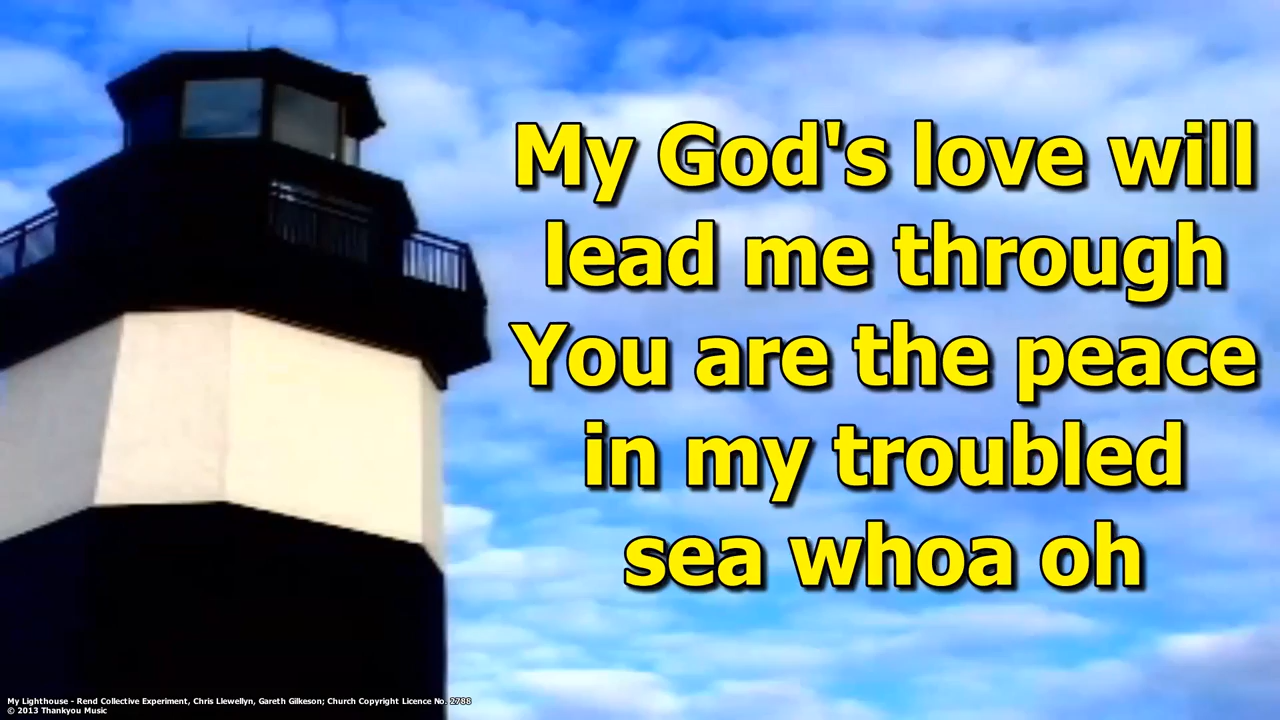 My God's love will
lead me through
You are the peace
in my troubled
sea whoa oh
My Lighthouse - Rend Collective Experiment, Chris Llewellyn, Gareth Gilkeson; Church Copyright Licence No. 2788
© 2013 Thankyou Music